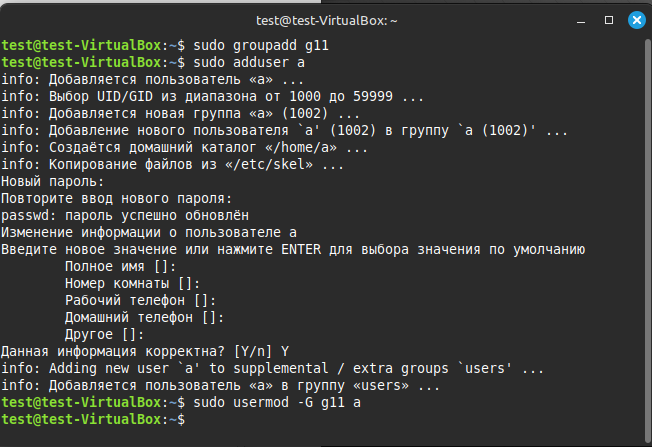 test@test-VirtualBox: ~
test@test-VirtualBox:~$ sudo groupadd g11
test@test-VirtualBox:~$ sudo adduser a
info: Добавляется пользователь «a» ...
info: Выбор UID/GID из диапазона от 1000 до 59999 ...
info: Добавляется новая группа «a» (1002) ...
info: Добавление нового пользователя `a' (1002) в группу `a (1002)' ...
info: Создаётся домашний каталог «/home/a» ...
info: Копирование файлов из «/etc/skel» ...
Новый пароль:
Повторите ввод нового пароля:
passwd: пароль успешно обновлён
Изменение информации о пользователе a
Введите новое значение или нажмите ENTER для выбора значения по умолчанию
Полное имя []:
Номер комнаты []:
Рабочий телефон []:
Домашний телефон []:
Другое []:
Данная информация корректна? [Y/n] Y
info: Adding new user `a' to supplemental / extra groups `users' ...
info: Добавляется пользователь «a» в группу «users» ...
test@test-VirtualBox:~$ sudo usermod -G g11 a
test@test-VirtualBox:~$